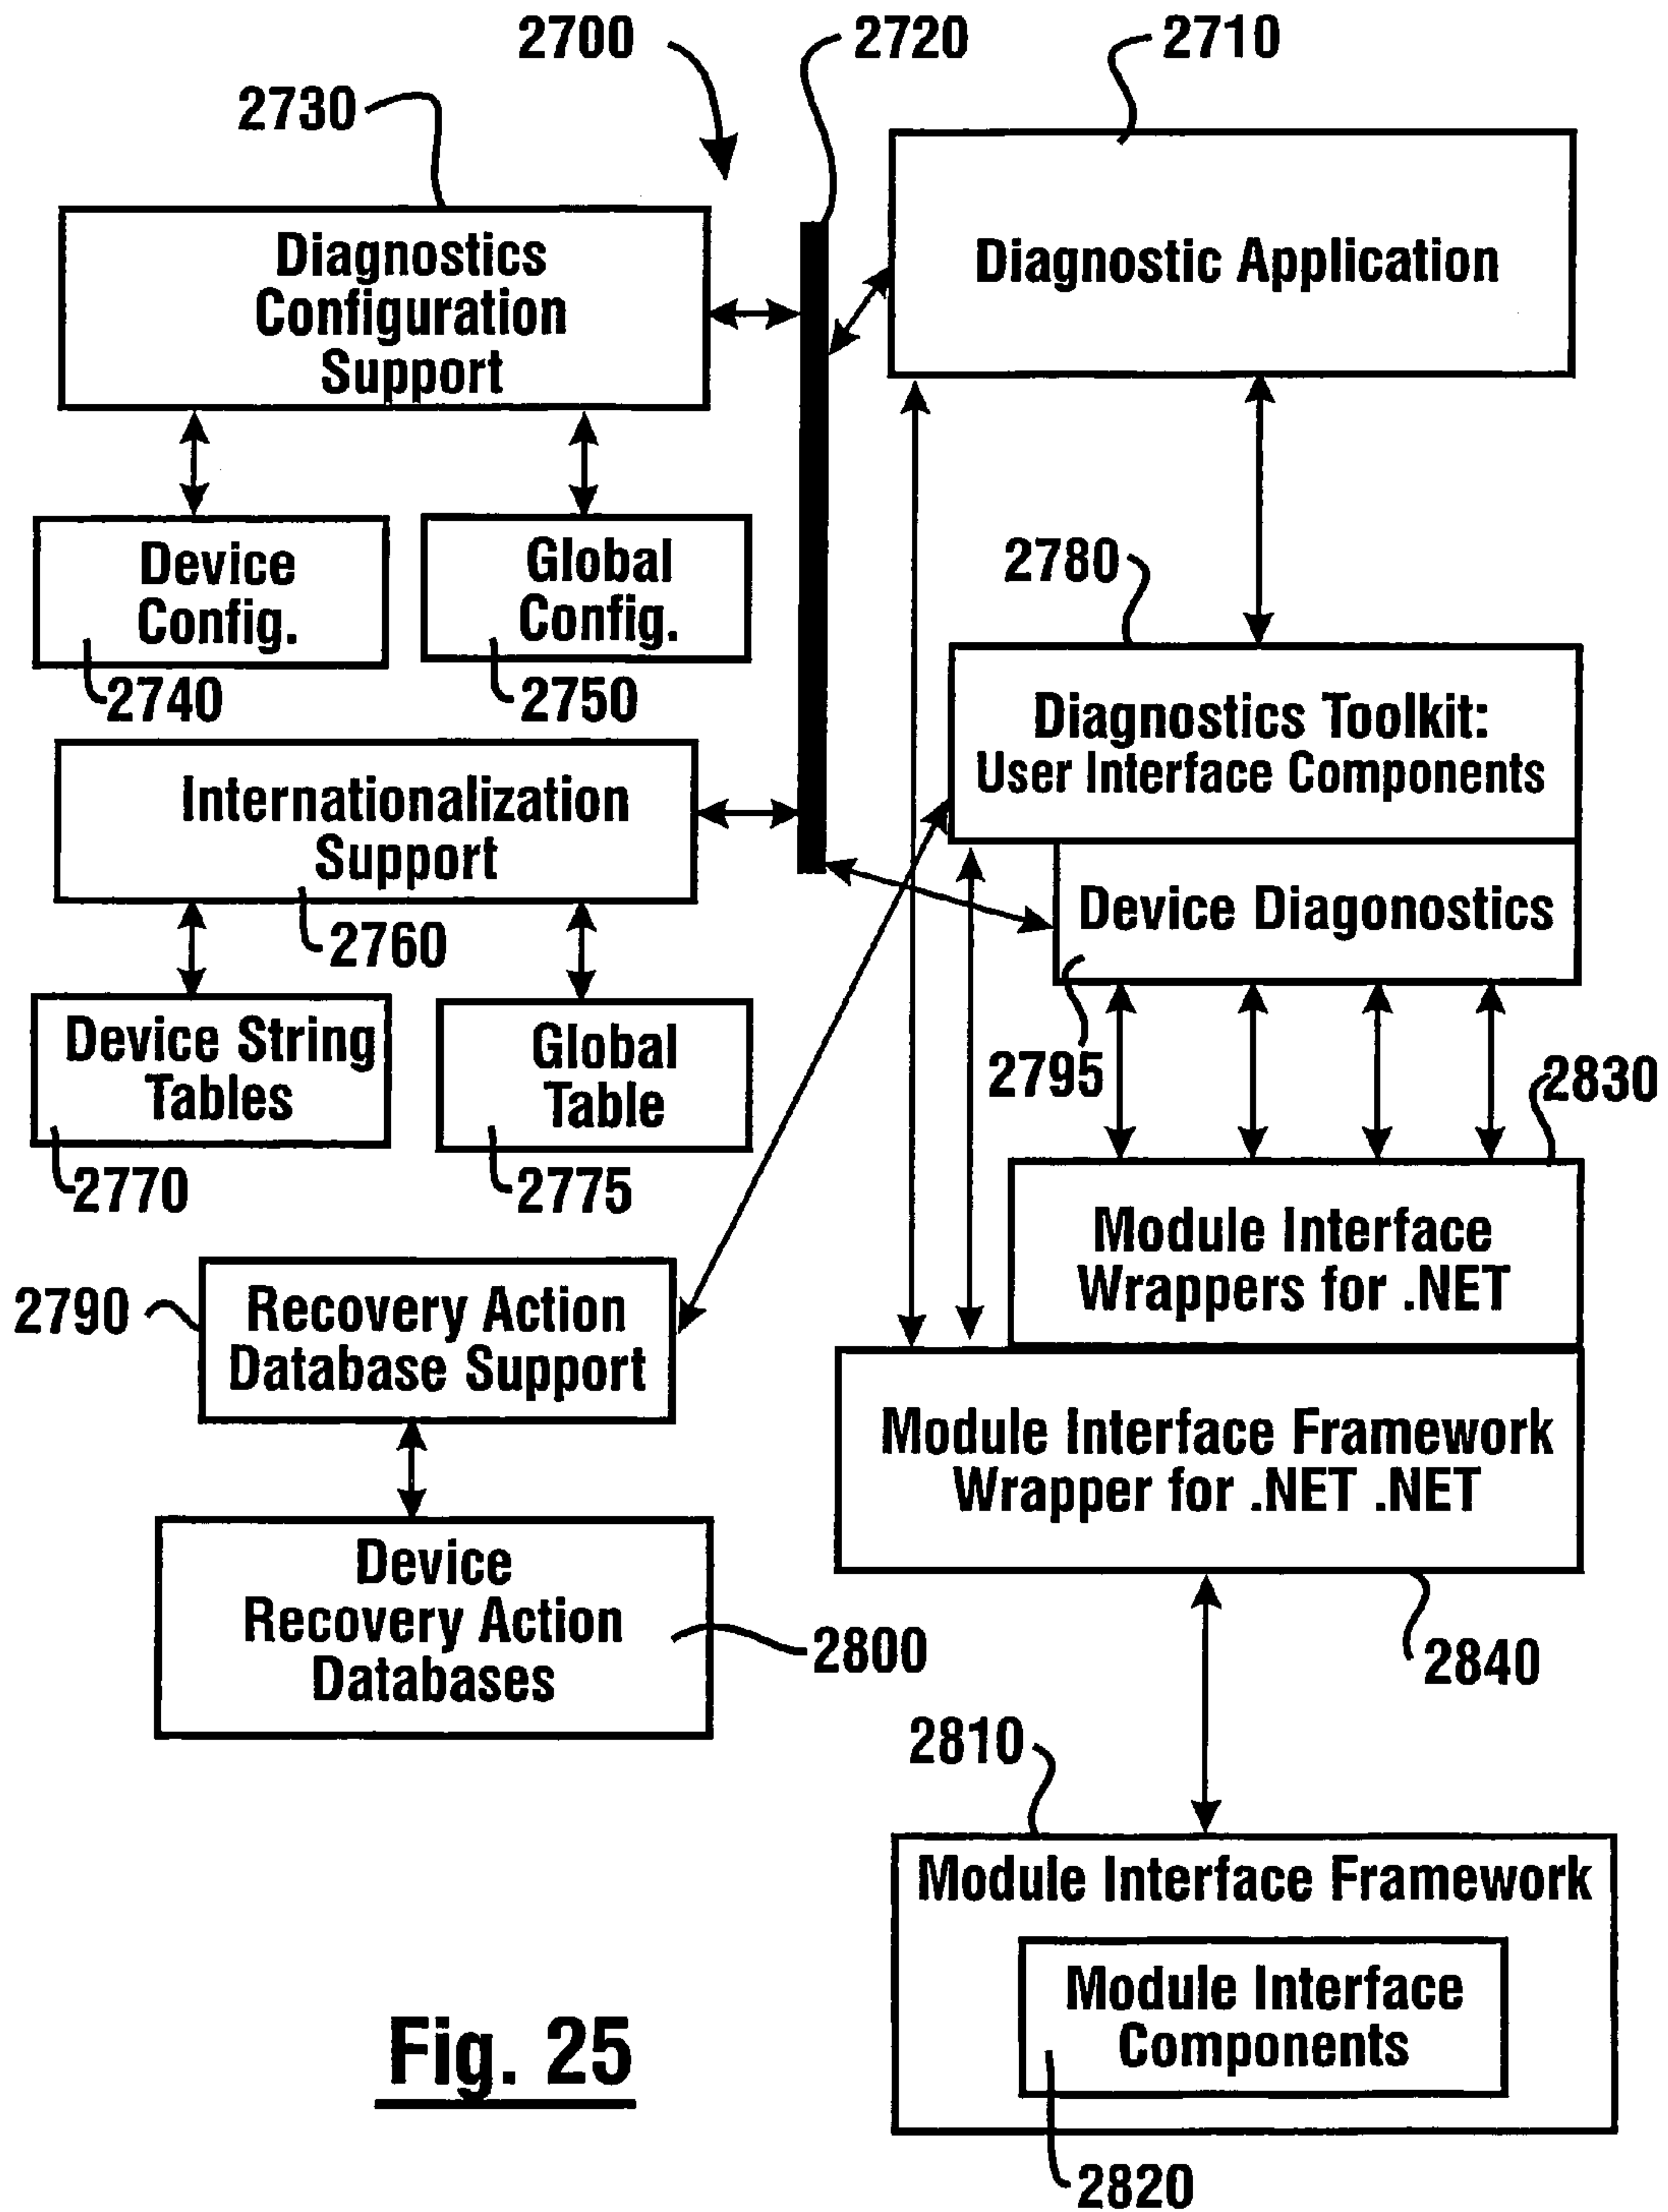 2700
2720
2710
2730
Diagnostics
Configuration
Support
Diagnostic Application
Device
Config.
2740
Global
Config.
2750
2780
Diagnostics Toolkit:
User Interface Components
Internationalization
Support
2760
Device Diagonostics
2795
Device String
Tables
2770
Global
Table
2775
2830
Module Interface
Wrappers for .NET
2790
Recovery Action
Database Support
Module Interface Framework
Wrapper for .NET .NET
2840
Device
Recovery Action
Databases
2800
2810
Module Interface Framework
Module Interface
Components
2820
Fig. 25